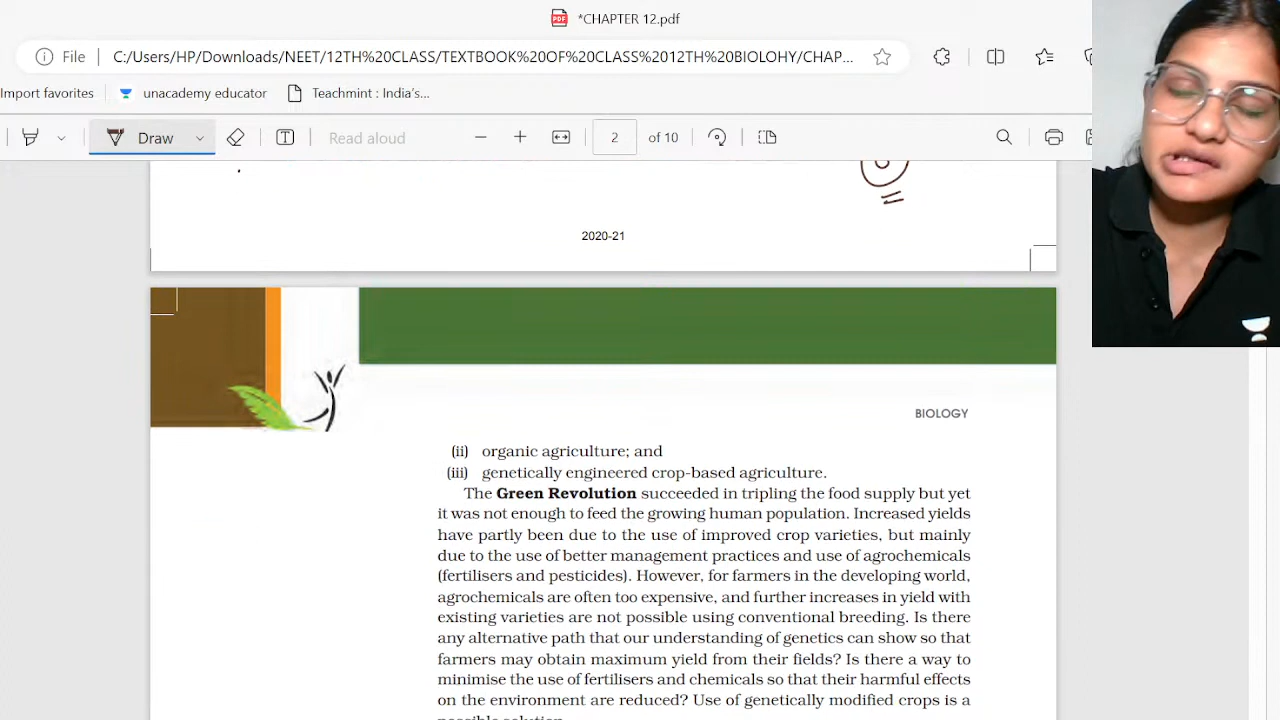 *CHAPTER 12.pdf
File C:/Users/HP/Downloads/NEET/12TH%20CLASS/TEXTBOOK%20OF%20CLASS%2012TH%20BIOLOHY/CHAP...
Import favorites unacademy educator Teachmint : India's...
Draw Read aloud 2 of 10
2020-21
BIOLOGY
(ii) organic agriculture; and
(iii) genetically engineered crop-based agriculture.
The Green Revolution succeeded in tripling the food supply but yet
it was not enough to feed the growing human population. Increased yields
have partly been due to the use of improved crop varieties, but mainly
due to the use of better management practices and use of agrochemicals
(fertilisers and pesticides). However, for farmers in the developing world,
agrochemicals are often too expensive, and further increases in yield with
existing varieties are not possible using conventional breeding. Is there
any alternative path that our understanding of genetics can show so that
farmers may obtain maximum yield from their fields? Is there a way to
minimise the use of fertilisers and chemicals so that their harmful effects
on the environment are reduced? Use of genetically modified crops is a
possible solution.